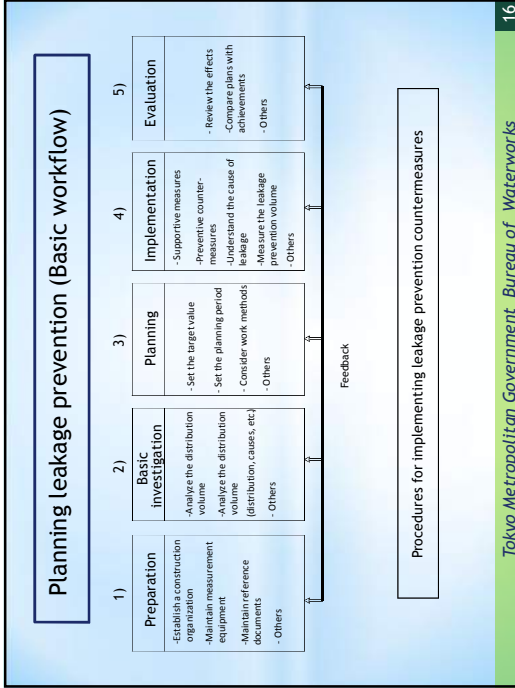 Planning leakage prevention (Basic workflow)
1)
Preparation
-Establish a construction
organization
-Maintain measurement
equipment
-Maintain reference
documents
- Others
2)
Basic
investigation
-Analyze the distribution
volume
-Analyze the distribution
volume
(distribution, causes, etc.)
- Others
3)
Planning
- Set the target value
- Set the planning period
- Consider work methods
- Others
4)
Implementation
- Supportive measures
-Preventive counter-
measures
-Understand the cause of
leakage
-Measure the leakage
prevention volume
- Others
5)
Evaluation
- Review the effects
-Compare plans with
achievements
- Others
Feedback
Procedures for implementing leakage prevention countermeasures
Tokyo Metropolitan Government Bureau of Waterworks
16